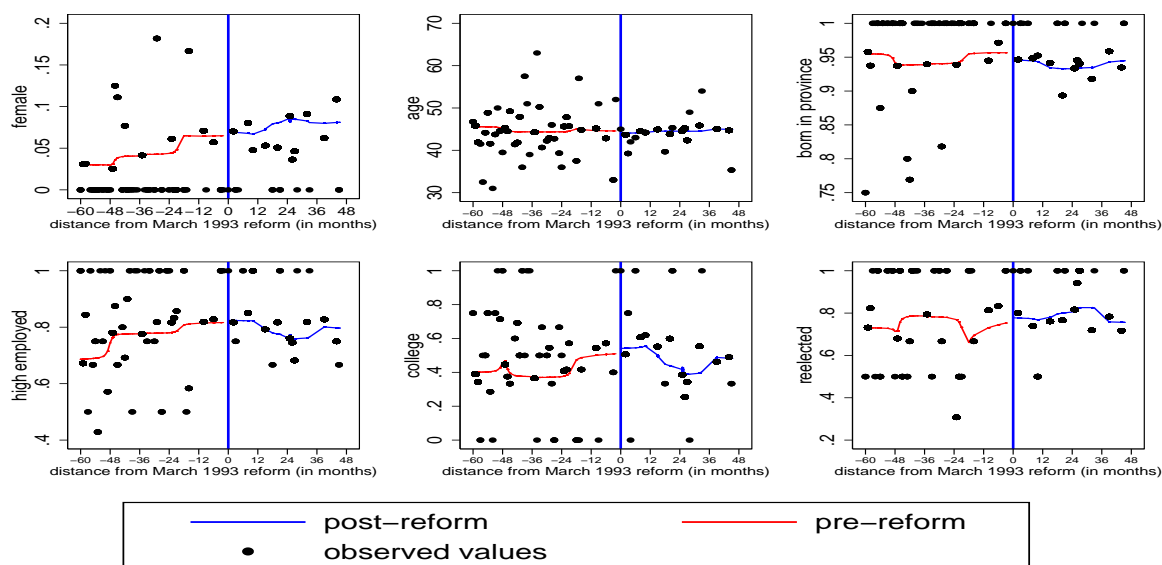 female
0 .05 .1 .15 .2
−60 −48 −36 −24 −12 0 12 24 36 48
distance from March 1993 reform (in months)
age
30 40 50 60 70
−60 −48 −36 −24 −12 0 12 24 36 48
distance from March 1993 reform (in months)
born in province
.75 .8 .85 .9 .95 1
−60 −48 −36 −24 −12 0 12 24 36 48
distance from March 1993 reform (in months)
high employed
.4 .6 .8 1
−60 −48 −36 −24 −12 0 12 24 36 48
distance from March 1993 reform (in months)
college
0 .2 .4 .6 .8 1
−60 −48 −36 −24 −12 0 12 24 36 48
distance from March 1993 reform (in months)
reelected
.2 .4 .6 .8 1
−60 −48 −36 −24 −12 0 12 24 36 48
distance from March 1993 reform (in months)
post−reform pre−reform
observed values